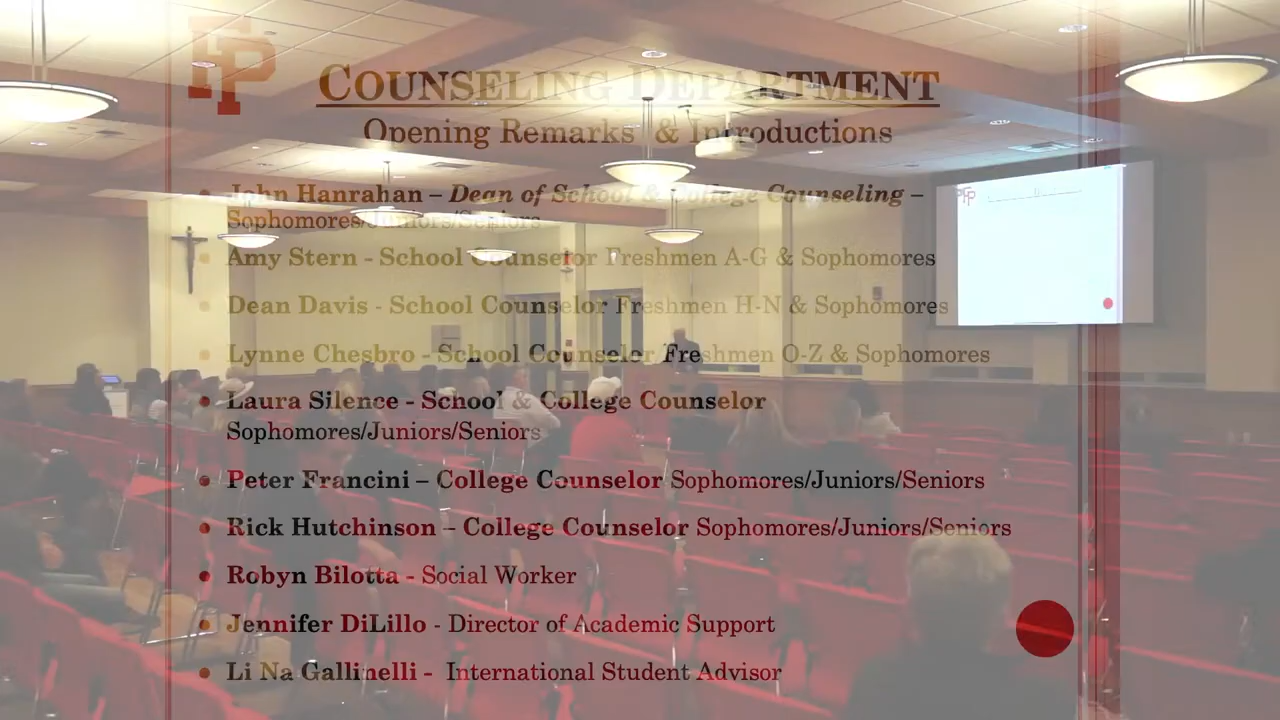 FP
COUNSELING DEPARTMENT
Opening Remarks & Introductions
John Hanrahan – Dean of School & College Counseling –
Sophomores/Juniors/Seniors
Amy Stern - School Counselor Freshmen A-G & Sophomores
Dean Davis - School Counselor Freshmen H-N & Sophomores
Lynne Chesbro - School Counselor Freshmen O-Z & Sophomores
Laura Silence - School & College Counselor
Sophomores/Juniors/Seniors
Peter Francini – College Counselor Sophomores/Juniors/Seniors
Rick Hutchinson – College Counselor Sophomores/Juniors/Seniors
Robyn Bilotta - Social Worker
Jennifer DiLillo - Director of Academic Support
Li Na Gallinelli - International Student Advisor